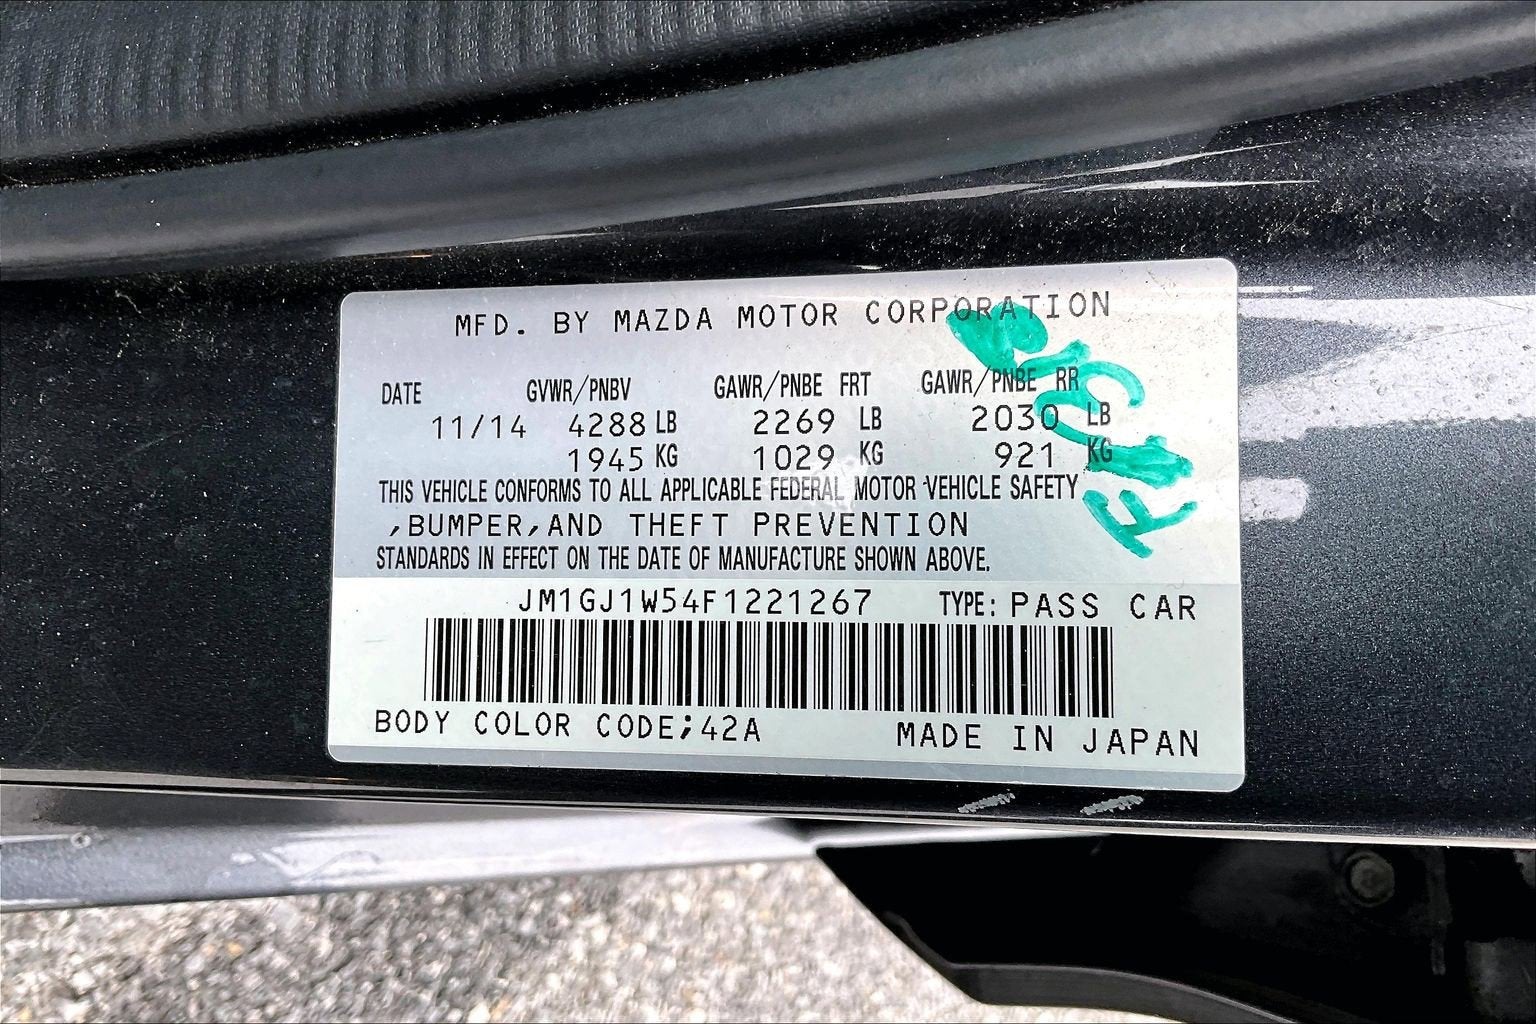 MFD. BY MAZDA MOTOR CORPORATION
DATE GVWR/PNBV GAWR/PNBE FRT GAWR/PNBE RR
11/14 4288 LB 2269 LB 2030 LB
1945 KG 1029 KG 921 KG
THIS VEHICLE CONFORMS TO ALL APPLICABLE FEDERAL MOTOR VEHICLE SAFETY
,BUMPER,AND THEFT PREVENTION
STANDARDS IN EFFECT ON THE DATE OF MANUFACTURE SHOWN ABOVE.
JM1GJ1W54F1221267 TYPE: PASS CAR
BODY COLOR CODE;42A MADE IN JAPAN